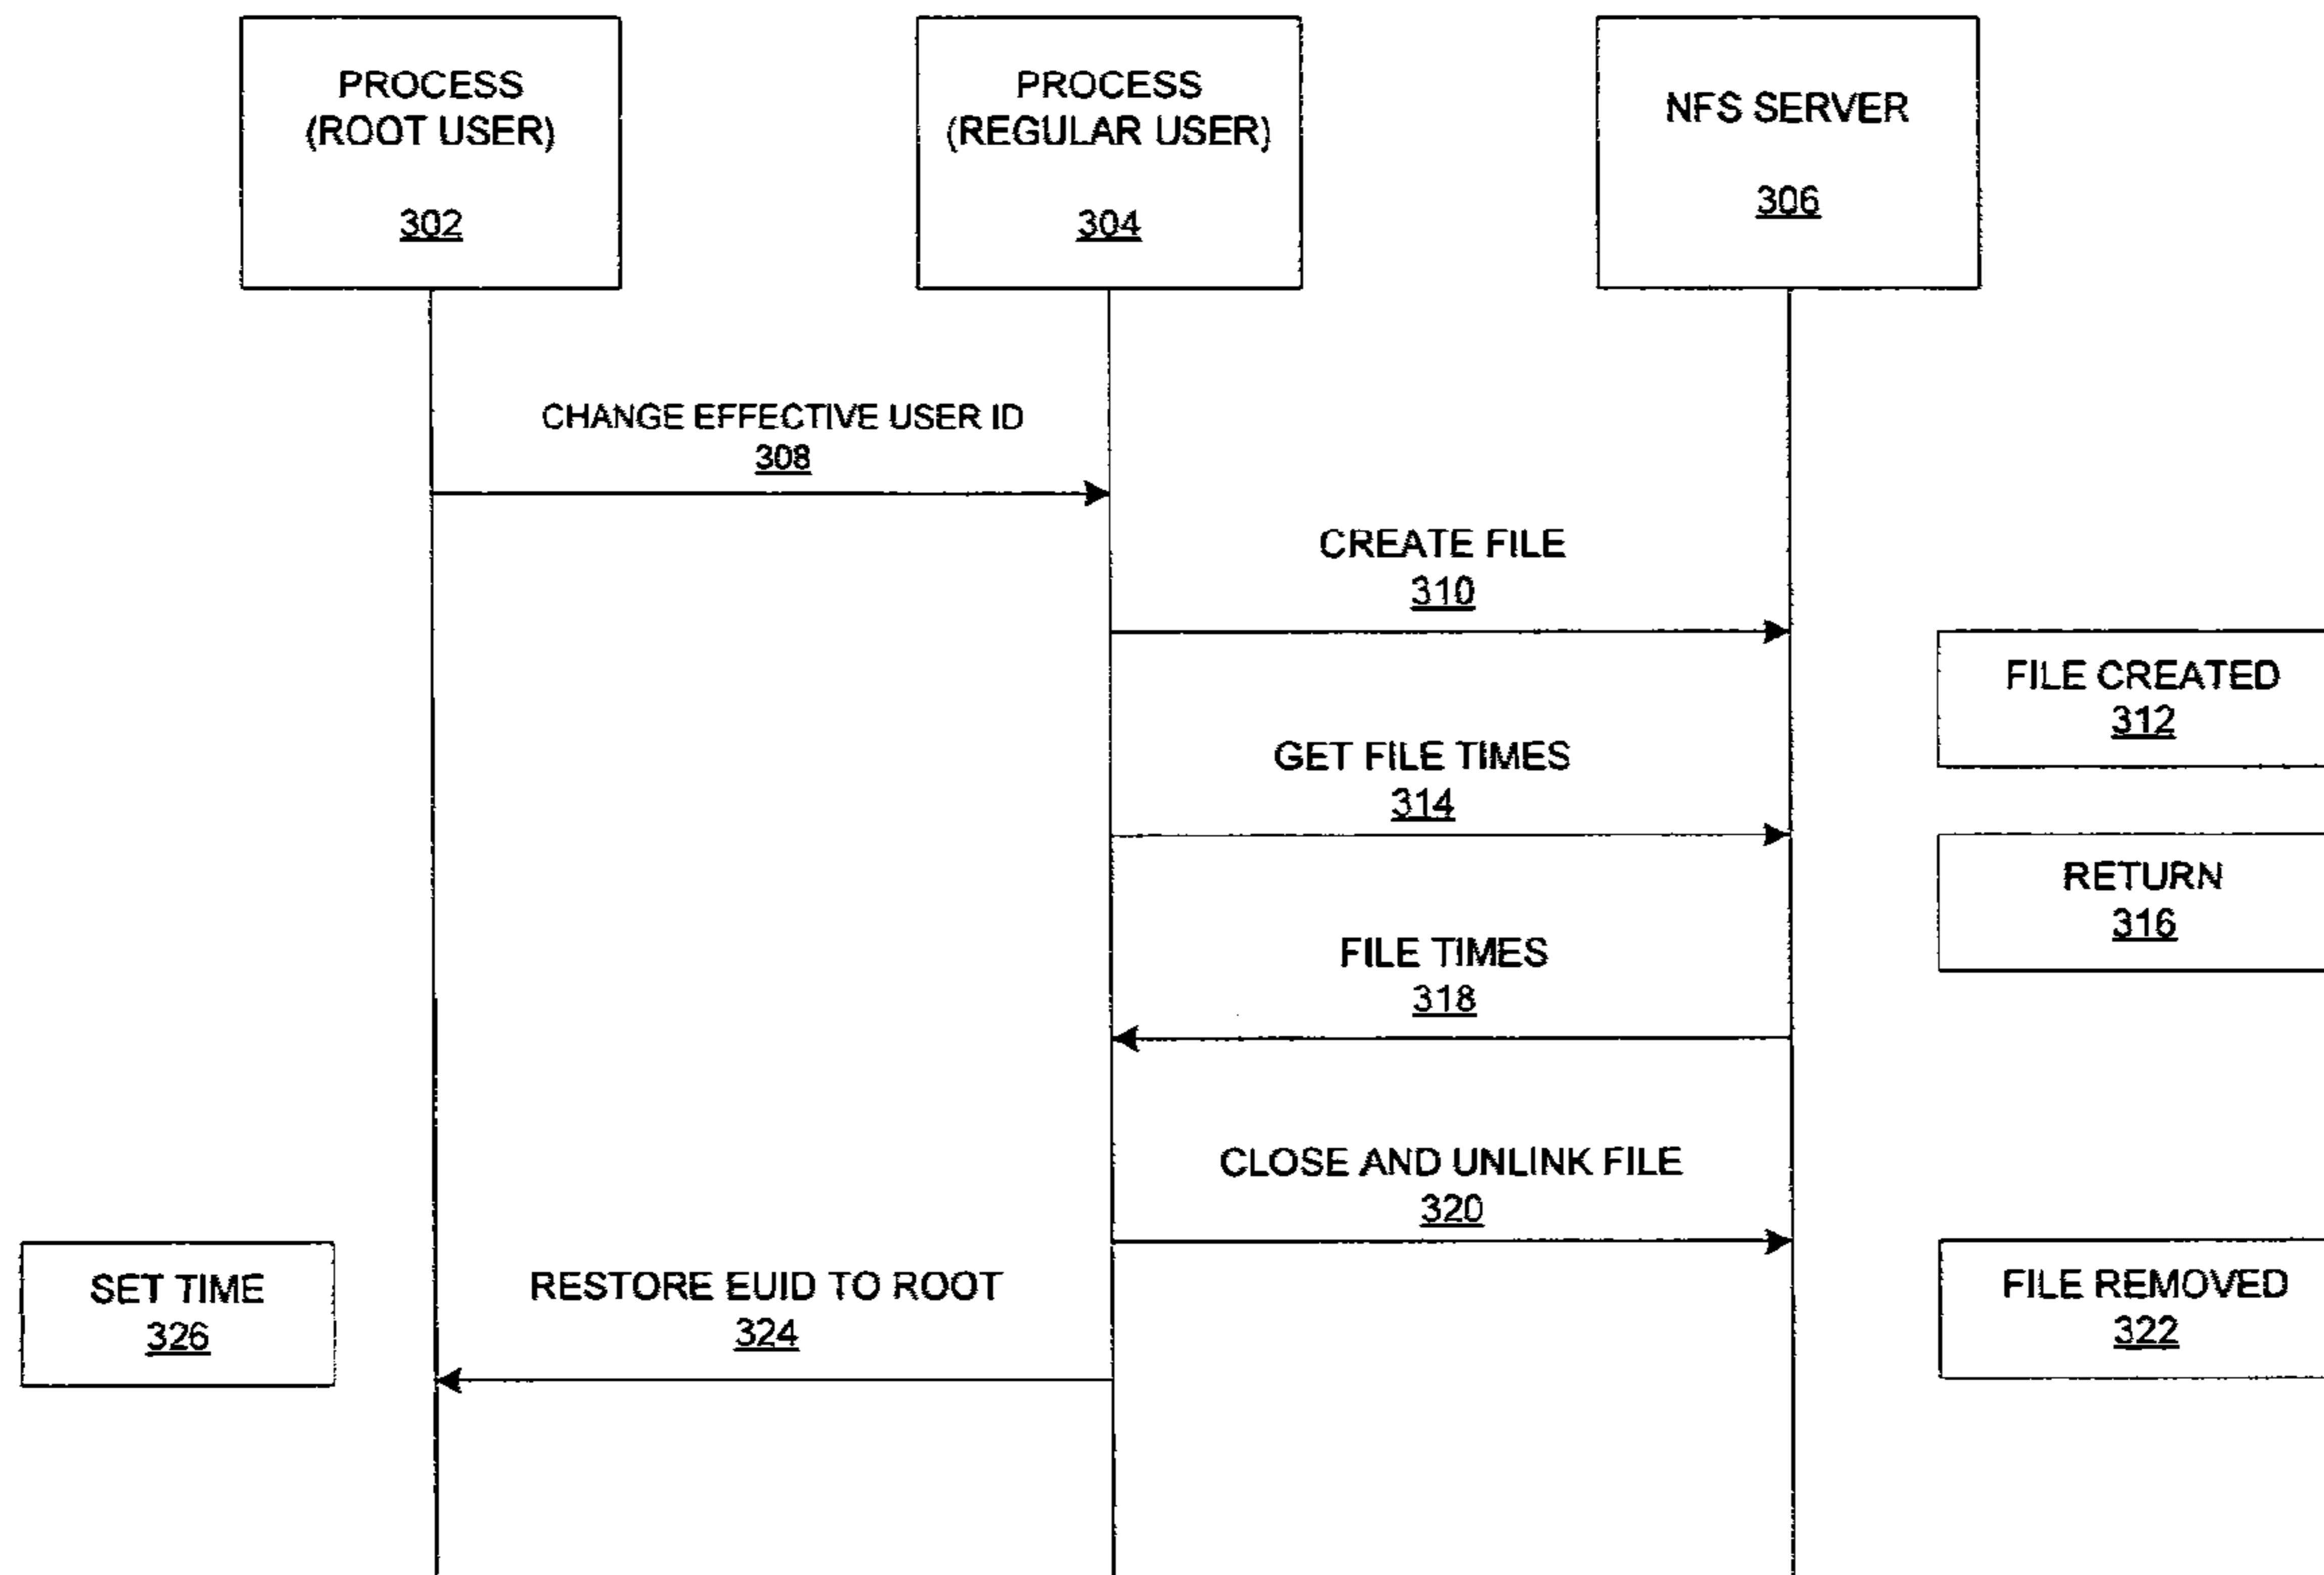 PROCESS
(ROOT USER)
302
PROCESS
(REGULAR USER)
304
NFS SERVER
306
CHANGE EFFECTIVE USER ID
308
CREATE FILE
310
FILE CREATED
312
GET FILE TIMES
314
RETURN
316
FILE TIMES
318
CLOSE AND UNLINK FILE
320
SET TIME
326
RESTORE EUID TO ROOT
324
FILE REMOVED
322